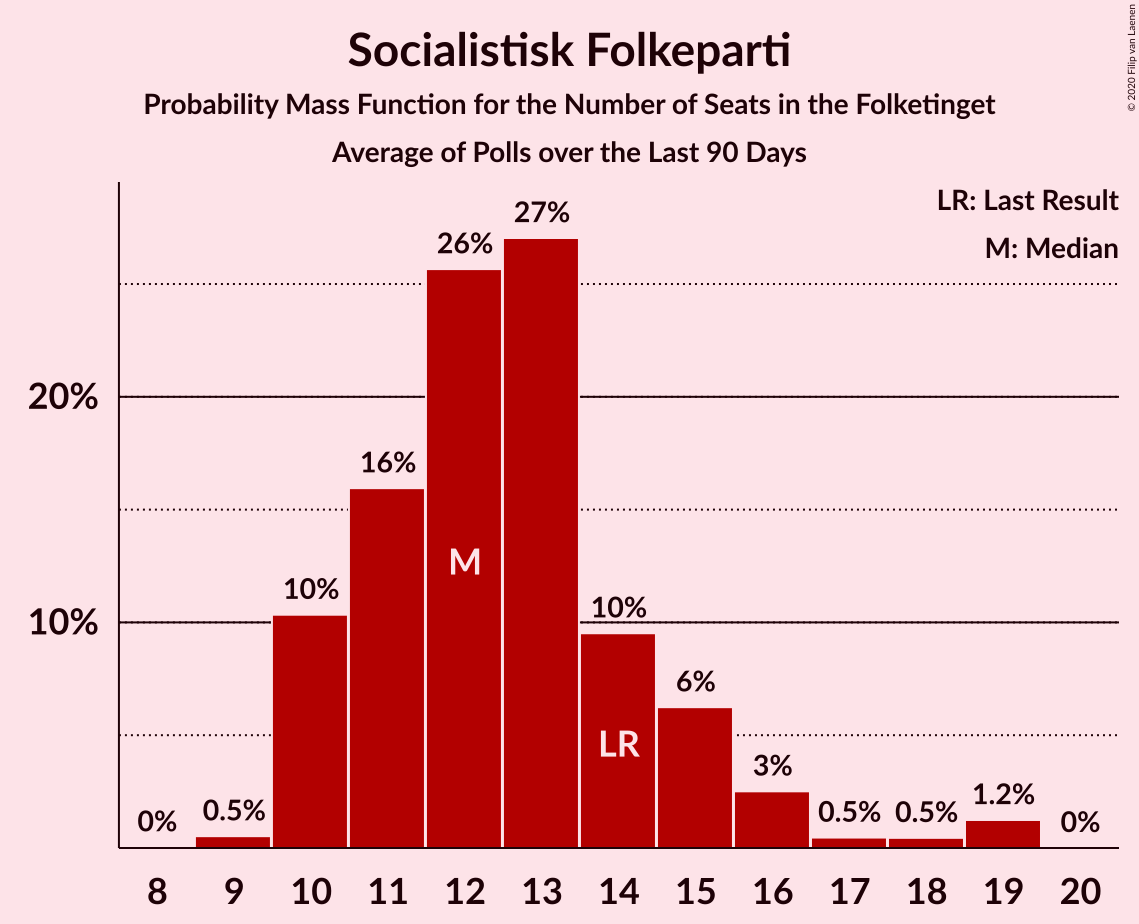 Socialistisk Folkeparti
Probability Mass Function for the Number of Seats in the Folketinget
Average of Polls over the Last 90 Days
© 2020 Filip van Laenen
LR: Last Result
M: Median
20%
10%
0%
0.5%
10%
16%
26%
27%
10%
6%
3%
0.5%
0.5%
1.2%
0%
M
LR
8 9 10 11 12 13 14 15 16 17 18 19 20